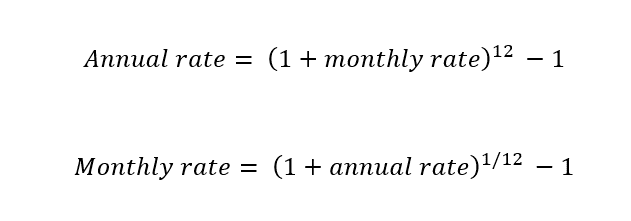 Annual rate = (1 + monthly rate)¹² − 1
Monthly rate = (1 + annual rate)¹/¹² − 1